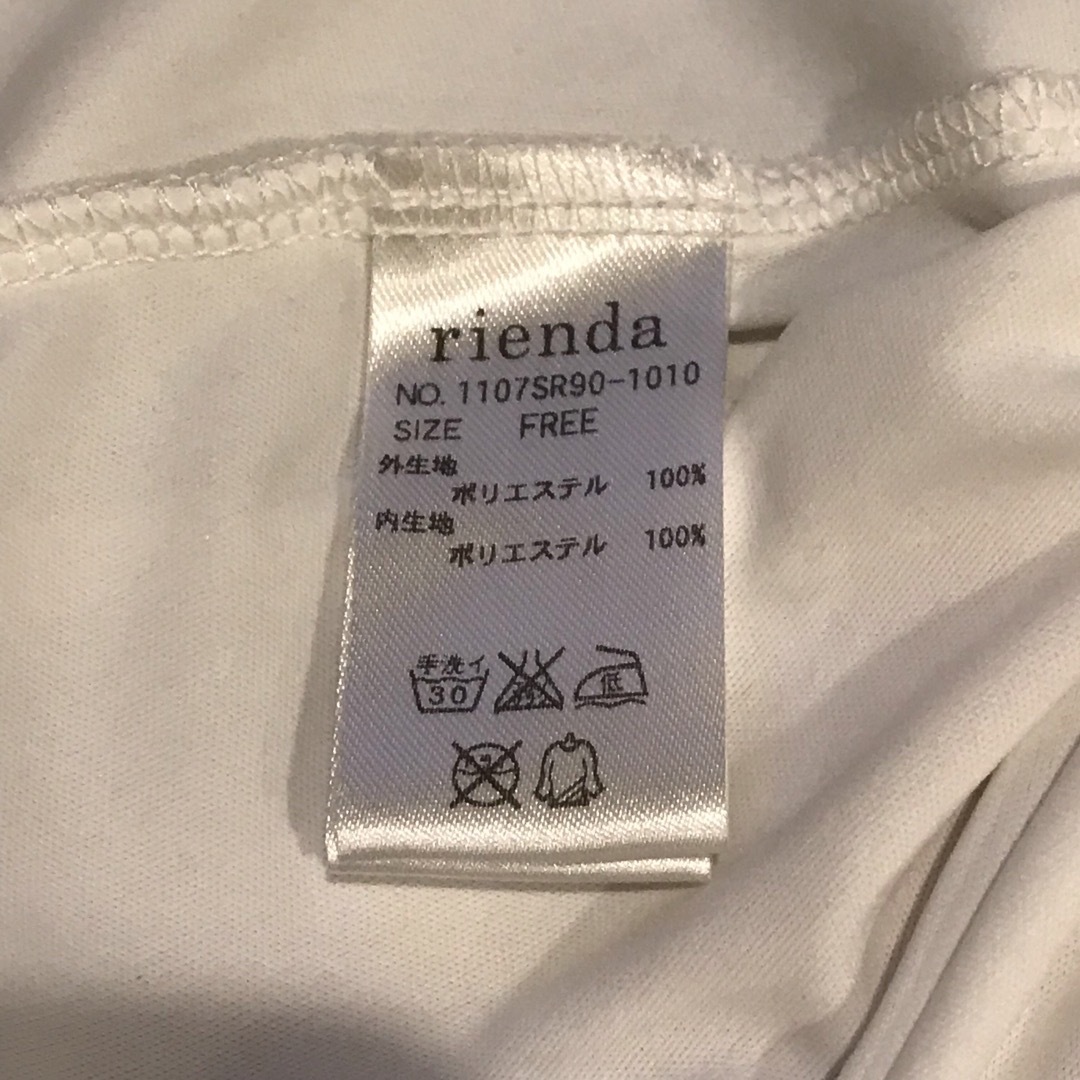 rienda
NO. 1107SR90-1010
SIZE FREE
外生地
ポリエステル 100%
内生地
ポリエステル 100%
手洗イ
30
低